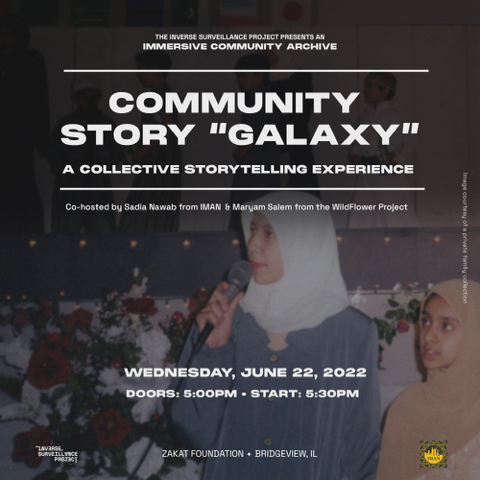 THE INVERSE SURVEILLANCE PROJECT PRESENTS AN
IMMERSIVE COMMUNITY ARCHIVE
COMMUNITY
STORY "GALAXY"
A COLLECTIVE STORYTELLING EXPERIENCE
Co-hosted by Sadia Nawab from IMAN & Maryam Salem from the WildFlower Project
Image courtesy of a private family collection
WEDNESDAY, JUNE 22, 2022
DOORS: 5:00PM • START: 5:30PM
INVERSE
SURVEILLANCE
PROJECT
ZAKAT FOUNDATION • BRIDGEVIEW, IL
IMAN